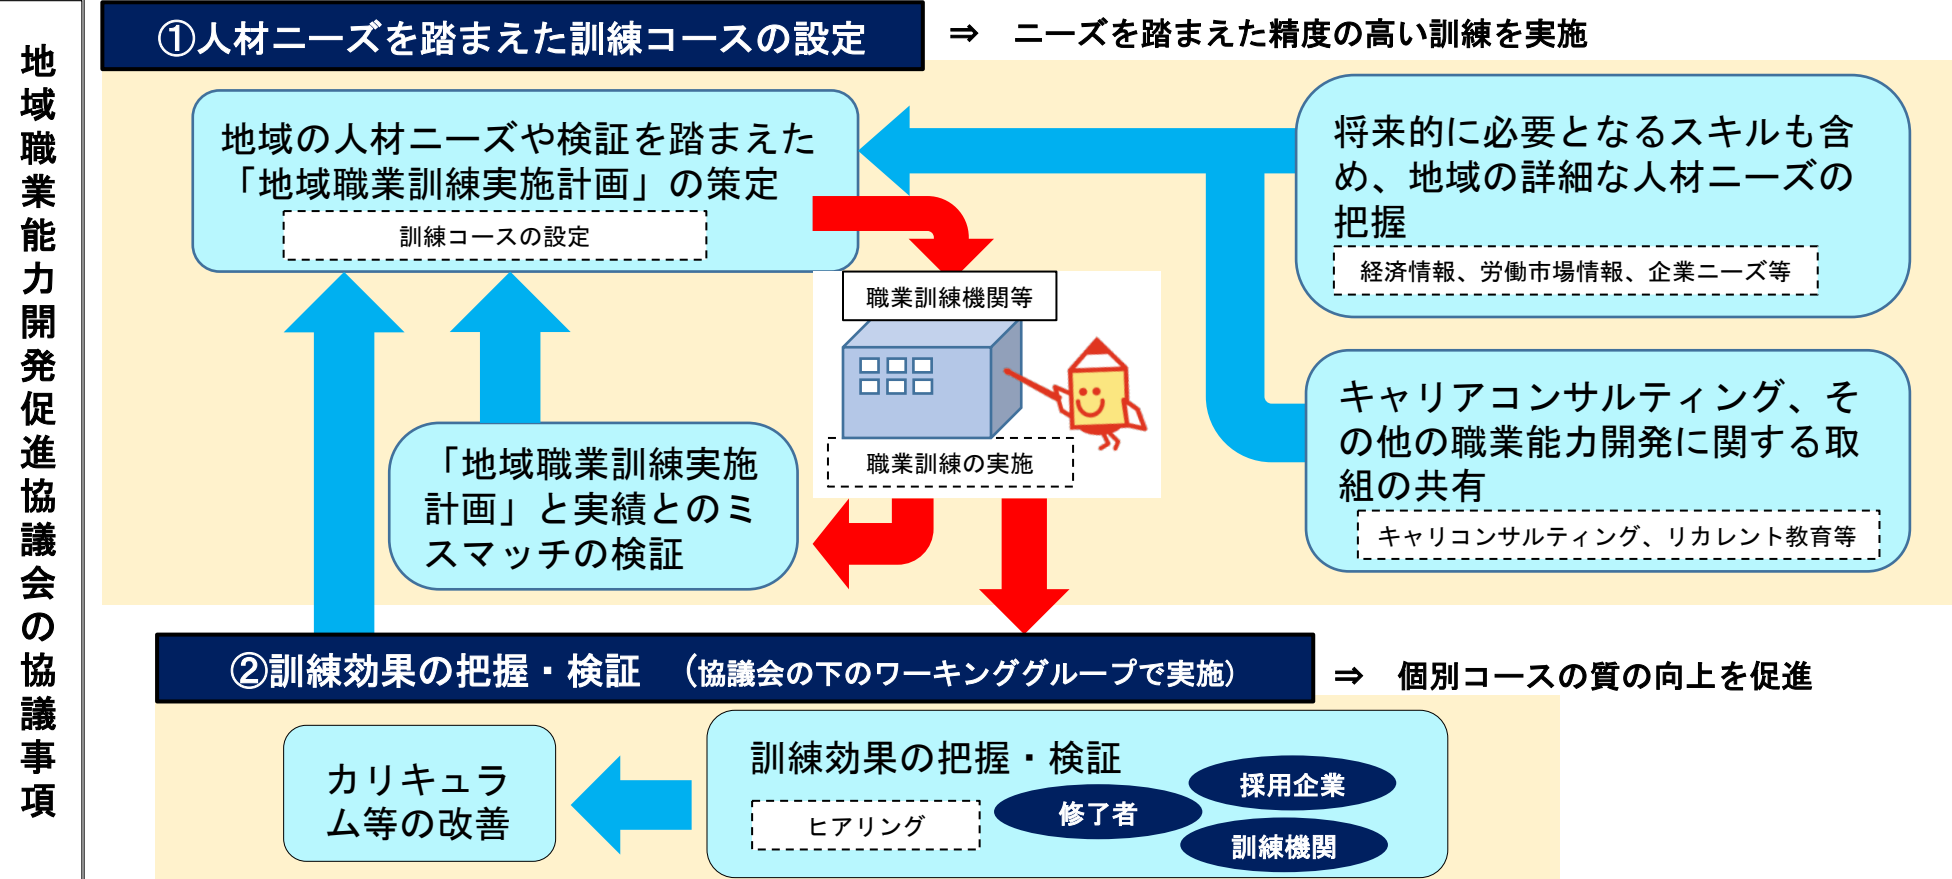 地域職業能力開発促進協議会の協議事項
①人材ニーズを踏まえた訓練コースの設定
⇒　ニーズを踏まえた精度の高い訓練を実施
地域の人材ニーズや検証を踏まえた
「地域職業訓練実施計画」の策定
訓練コースの設定
将来的に必要となるスキルも含
め、地域の詳細な人材ニーズの
把握
経済情報、労働市場情報、企業ニーズ等
職業訓練機関等
職業訓練の実施
キャリアコンサルティング、そ
の他の職業能力開発に関する取
組の共有
キャリコンサルティング、リカレント教育等
「地域職業訓練実施
計画」と実績とのミ
スマッチの検証
②訓練効果の把握・検証　（協議会の下のワーキンググループで実施）
⇒　個別コースの質の向上を促進
カリキュラ
ム等の改善
訓練効果の把握・検証
ヒアリング
修了者
採用企業
訓練機関